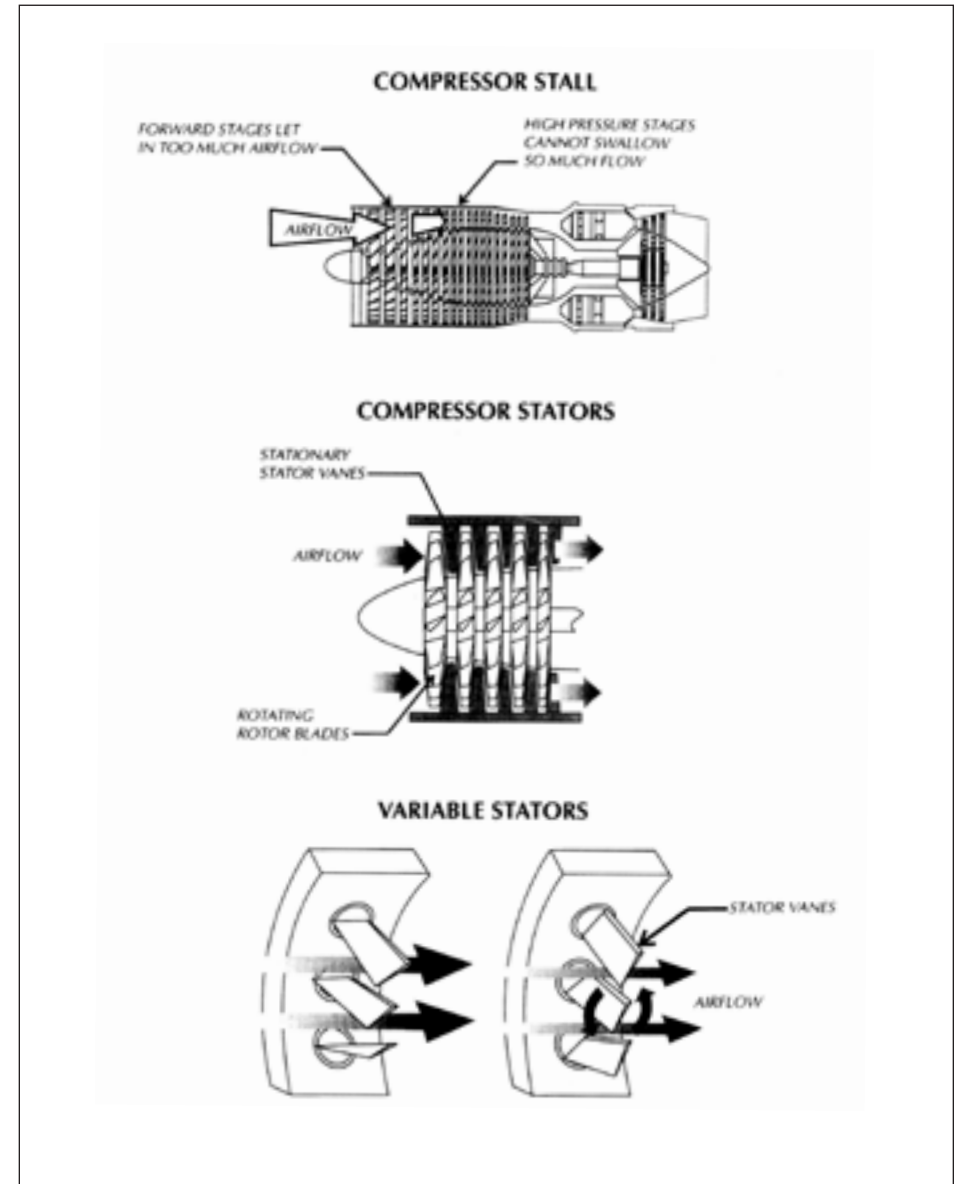 COMPRESSOR STALL
FORWARD STAGES LET
IN TOO MUCH AIRFLOW
HIGH PRESSURE STAGES
CANNOT SWALLOW
SO MUCH FLOW
AIRFLOW
COMPRESSOR STATORS
STATIONARY
STATOR VANES
AIRFLOW
ROTATING
ROTOR BLADES
VARIABLE STATORS
STATOR VANES
AIRFLOW